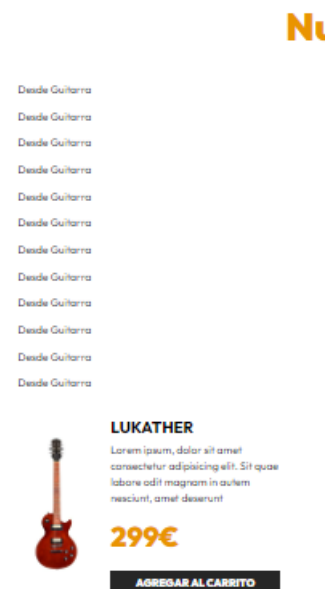 Nu
Desde Guitarra
Desde Guitarra
Desde Guitarra
Desde Guitarra
Desde Guitarra
Desde Guitarra
Desde Guitarra
Desde Guitarra
Desde Guitarra
Desde Guitarra
Desde Guitarra
Desde Guitarra
LUKATHER
Lorem ipsum, dolor sit amet
consectetur adipisicing elit. Sit quae
labore odit magnam in autem
nesciunt, amet deserunt
299€
AGREGAR AL CARRITO